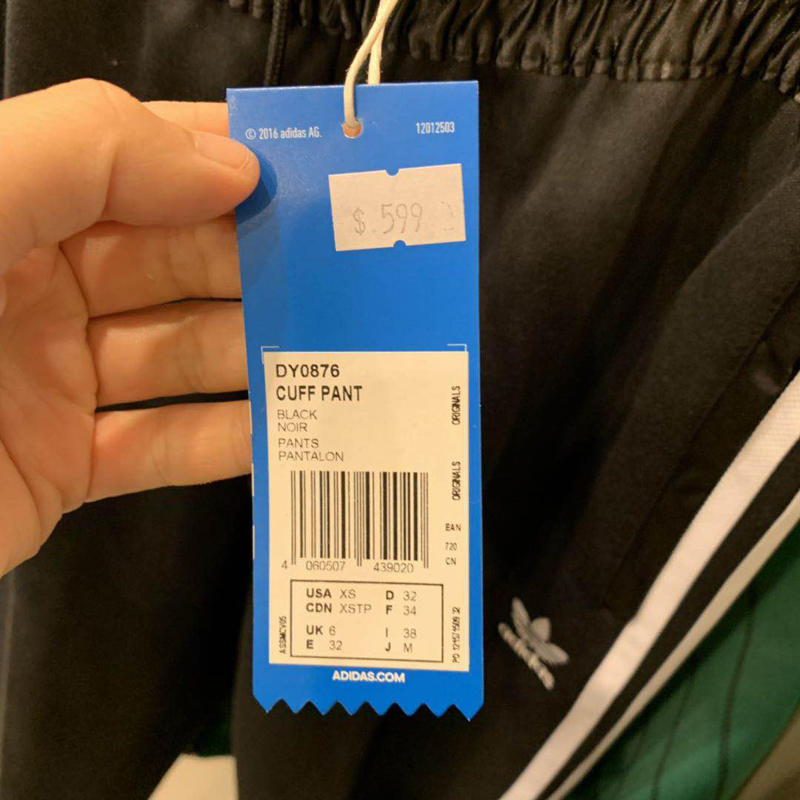 © 2016 adidas AG.
12012503
$.599
DY0876
CUFF PANT
BLACK
NOIR
PANTS
PANTALON
ORIGINALS
ORIGINALS
EAN
720
CN
4 060507 439020
USA XS D 32
CDN XSTP F 34
UK 6 I 38
E 32 J M
ADIDAS.COM
adidas